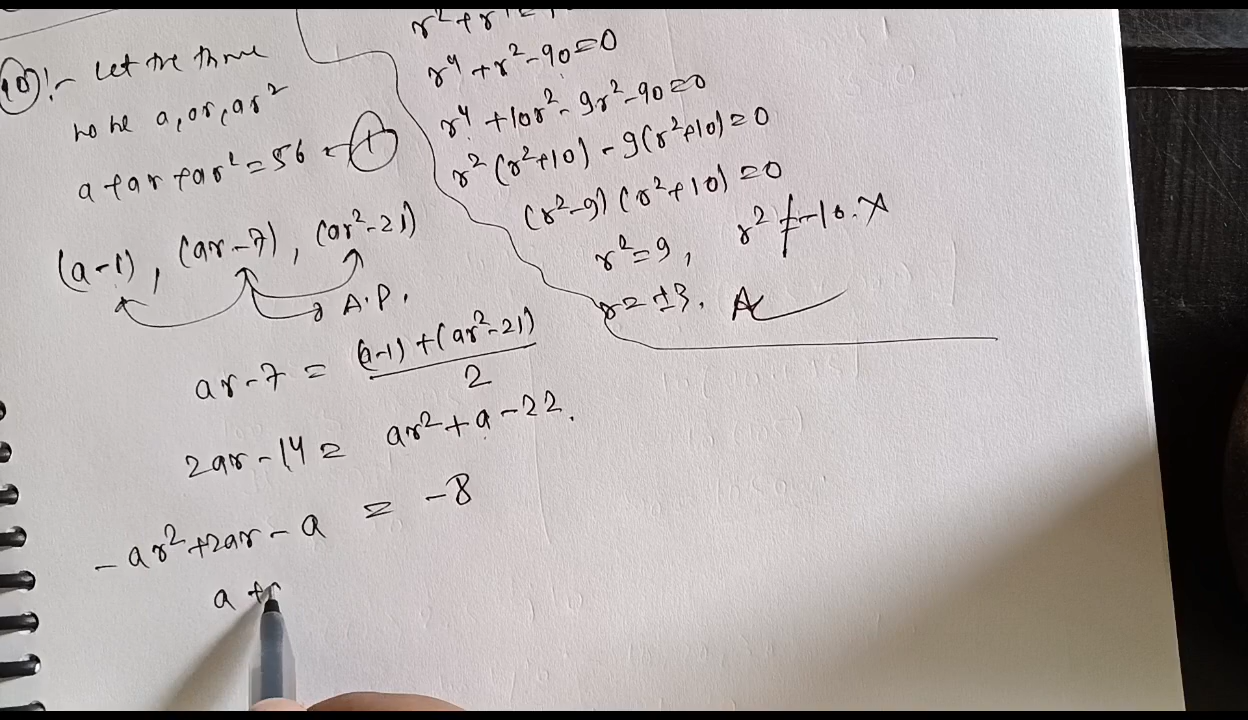 10) :- Let the three
no be a, ar, ar²
a + ar + ar² = 56 ← 1
(a-1), (ar-7), (ar²-21)
→ A.P.
ar-7 = (a-1) + (ar²-21) / 2
2ar - 14 = ar² + a - 22.
-ar² + 2ar - a = -8
a +
r⁴ + r² - 90 = 0
r⁴ + 10r² - 9r² - 90 = 0
r² (r²+10) - 9(r²+10) = 0
(r²-9) (r²+10) = 0
r² = 9, r² ≠ -10. X
r = ±3.